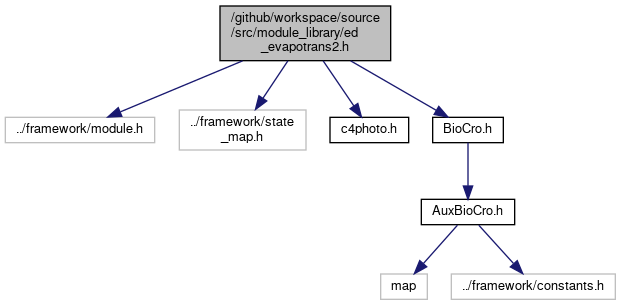 /github/workspace/source
/src/module_library/ed
_evapotrans2.h
../framework/module.h
../framework/state
_map.h
c4photo.h
BioCro.h
AuxBioCro.h
map
../framework/constants.h